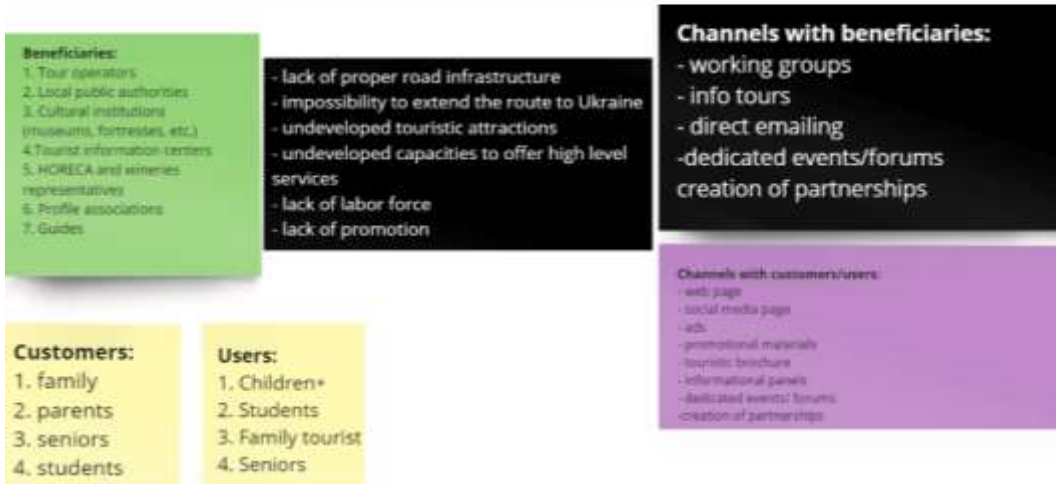 Beneficiaries:
1. Tour operators
2. Local public authorities
3. Cultural institutions
(museums, fortresses, etc.)
4.Tourist information centers
5. HORECA and wineries
representatives
6. Profile associations
7. Guides
- lack of proper road infrastructure
- impossibility to extend the route to Ukraine
- undeveloped touristic attractions
- undeveloped capacities to offer high level
services
- lack of labor force
- lack of promotion
Channels with beneficiaries:
- working groups
- info tours
- direct emailing
-dedicated events/forums
creation of partnerships
Channels with customers/users:
- web page
- social media page
- ads
- promotional materials
- touristic brochure
- informational panels
- dedicated events/ forums
-creation of partnerships
Customers:
1. family
2. parents
3. seniors
4. students
Users:
1. Children+
2. Students
3. Family tourist
4. Seniors